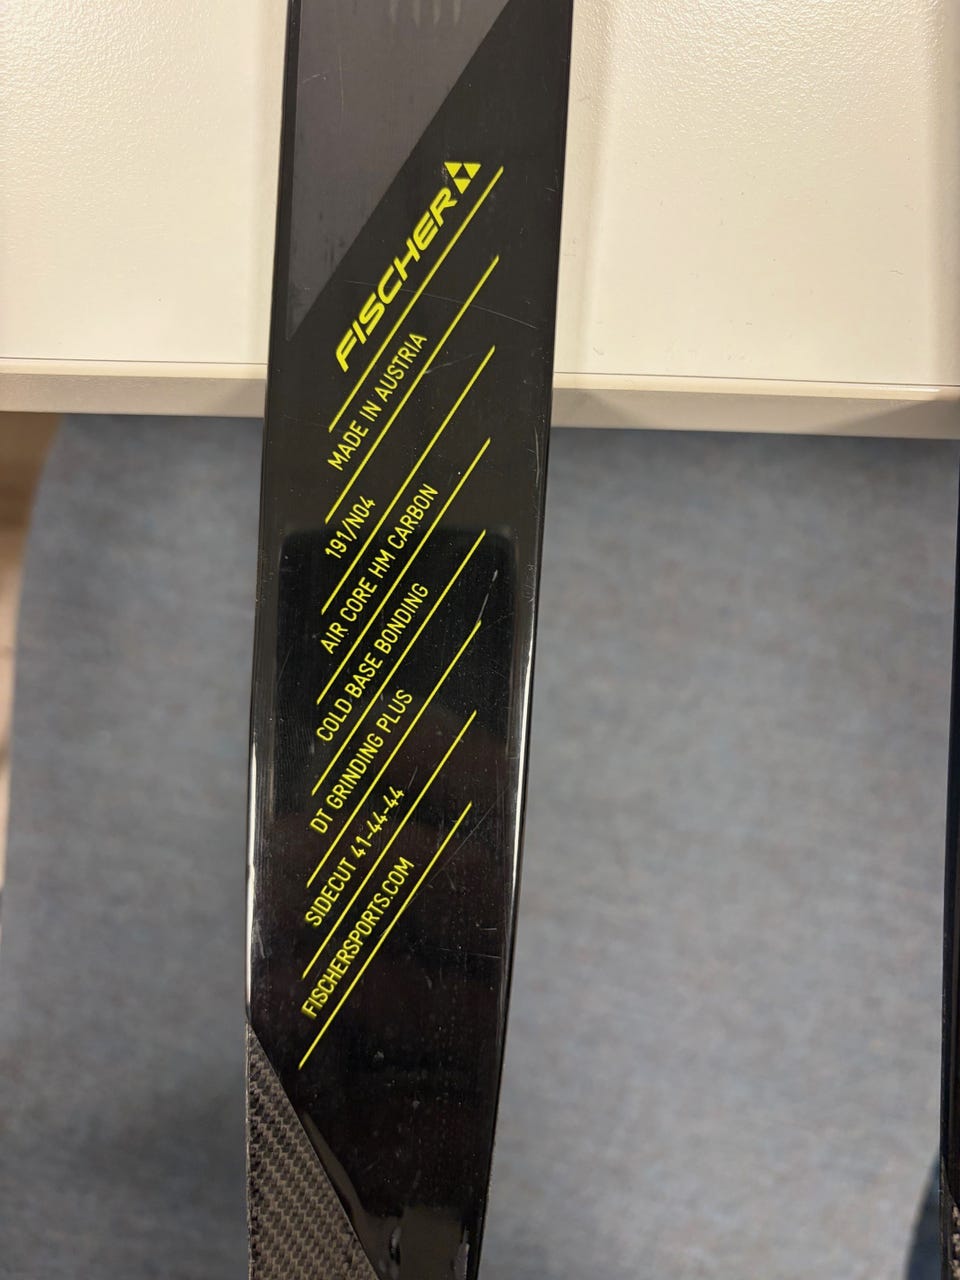 FISCHER
MADE IN AUSTRIA
191/N04
AIR CORE HM CARBON
COLD BASE BONDING
DT GRINDING PLUS
SIDECUT 41-44-44
FISCHERSPORTS.COM